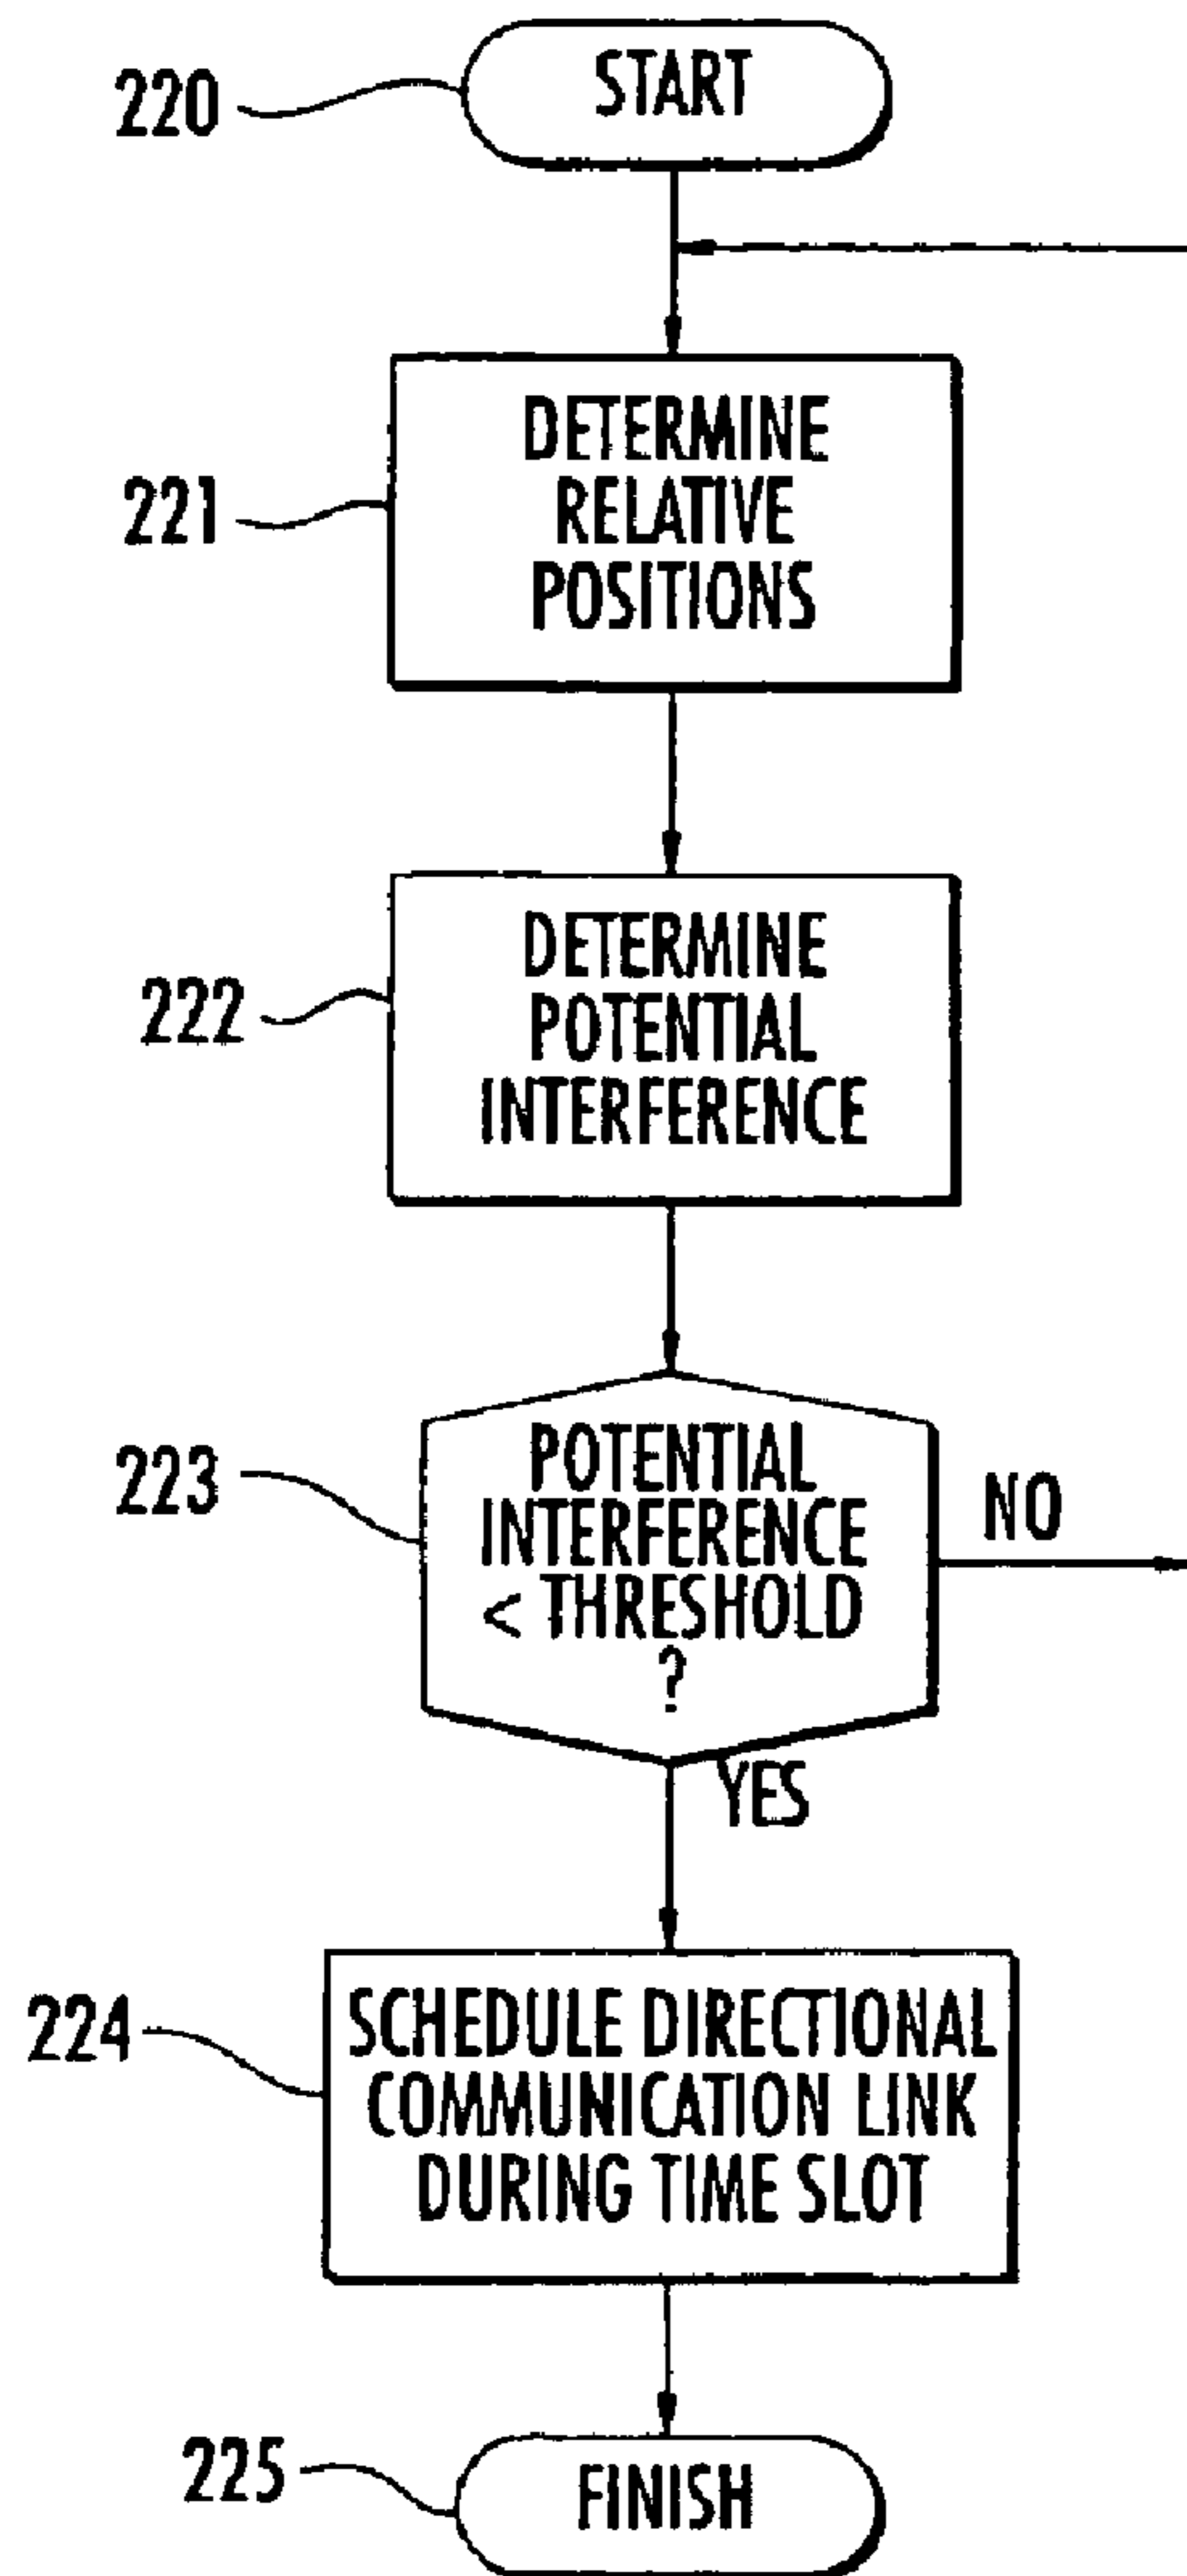 220
START
221
DETERMINE
RELATIVE
POSITIONS
222
DETERMINE
POTENTIAL
INTERFERENCE
223
POTENTIAL
INTERFERENCE
< THRESHOLD
?
NO
YES
224
SCHEDULE DIRECTIONAL
COMMUNICATION LINK
DURING TIME SLOT
225
FINISH